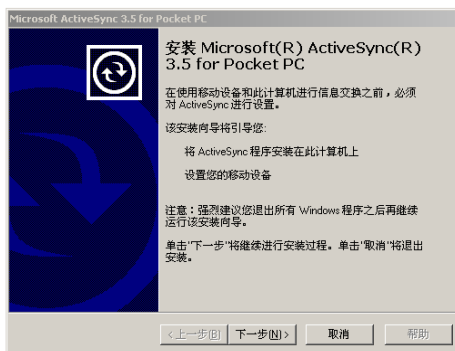 Microsoft ActiveSync 3.5 for Pocket PC
安装 Microsoft(R) ActiveSync(R)
3.5 for Pocket PC
在使用移动设备和此计算机进行信息交换之前，必须
对 ActiveSync 进行设置。
该安装向导将引导您:
将 ActiveSync 程序安装在此计算机上
设置您的移动设备
注意：强烈建议您退出所有 Windows 程序之后再继续
运行该安装向导。
单击"下一步"将继续进行安装过程。单击"取消"将退出
安装。
<上一步(B) 下一步(N)> 取消 帮助